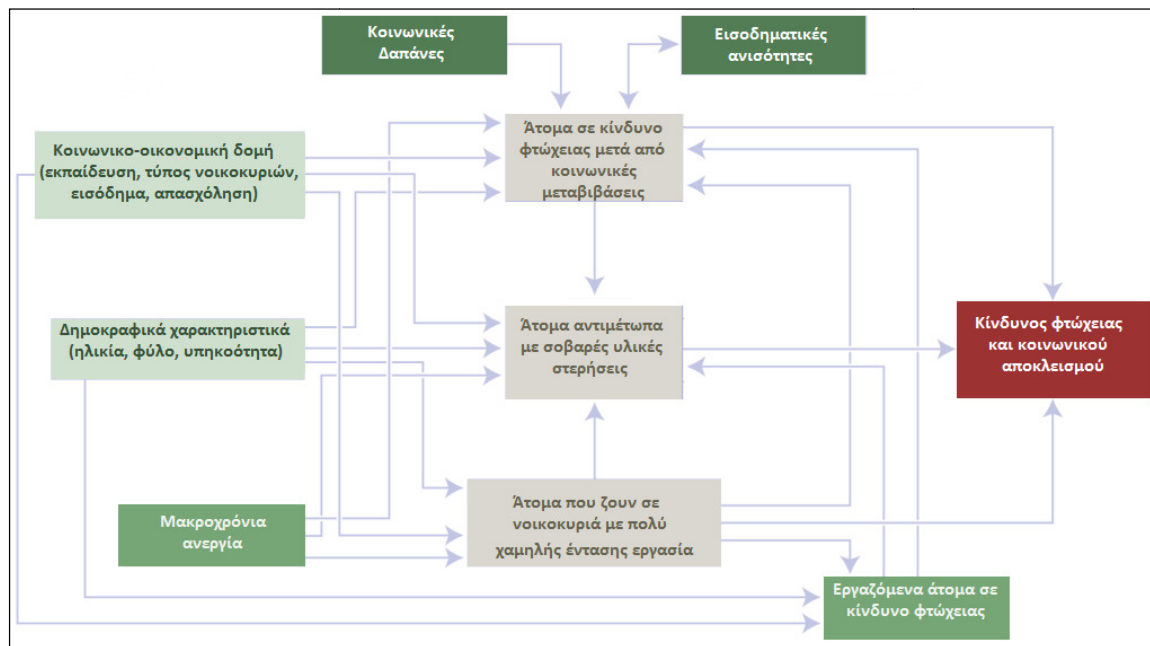 Κοινωνικές
Δαπάνες
Εισοδηματικές
ανισότητες
Άτομα σε κίνδυνο
φτώχειας μετά από
κοινωνικές
μεταβιβάσεις
Κοινωνικο-οικονομική δομή
(εκπαίδευση, τύπος νοικοκυριών,
εισόδημα, απασχόληση)
Δημοκραφικά χαρακτηριστικά
(ηλικία, φύλο, υπηκοότητα)
Άτομα αντιμέτωπα
με σοβαρές υλικές
στερήσεις
Κίνδυνος φτώχειας
και κοινωνικού
αποκλεισμού
Μακροχρόνια
ανεργία
Άτομα που ζουν σε
νοικοκυριά με πολύ
χαμηλής έντασης εργασία
Εργαζόμενα άτομα σε
κίνδυνο φτώχειας